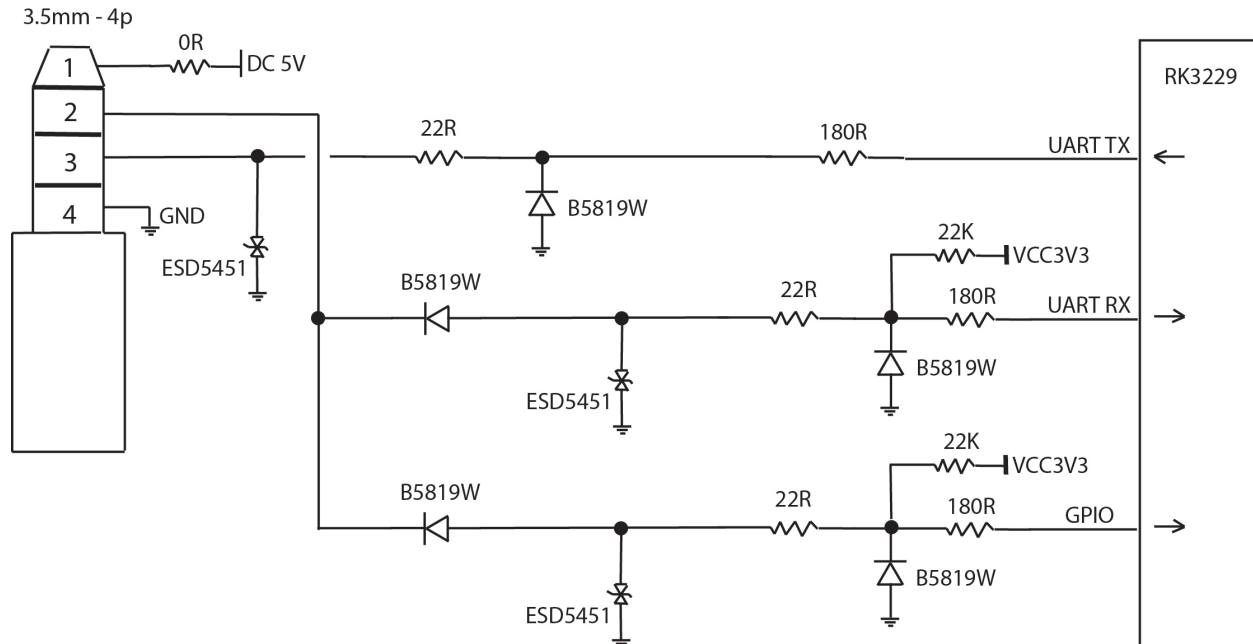 3.5mm - 4p
0R
1
DC 5V
RK3229
2
22R
180R
3
UART TX
B5819W
4
GND
22K
ESD5451
VCC3V3
B5819W
22R
180R
UART RX
B5819W
ESD5451
22K
VCC3V3
B5819W
22R
180R
GPIO
B5819W
ESD5451